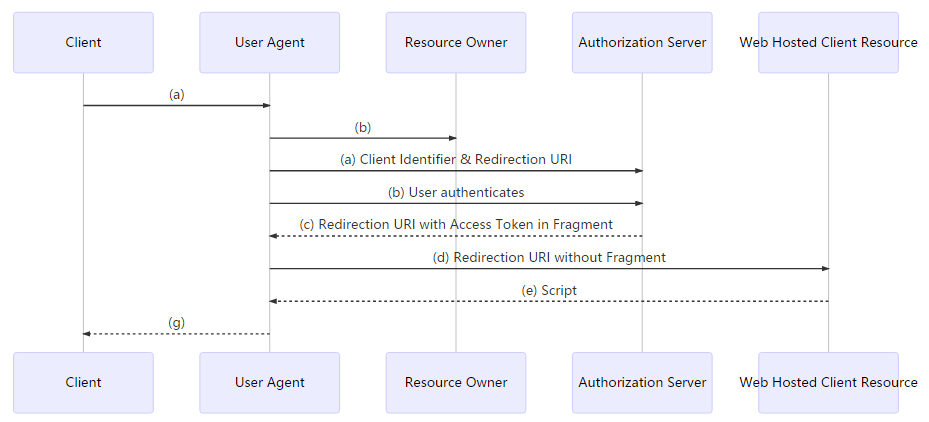 Client
User Agent
Resource Owner
Authorization Server
Web Hosted Client Resource
(a)
(b)
(a) Client Identifier & Redirection URI
(b) User authenticates
(c) Redirection URI with Access Token in Fragment
(d) Redirection URI without Fragment
(e) Script
(g)
Client
User Agent
Resource Owner
Authorization Server
Web Hosted Client Resource